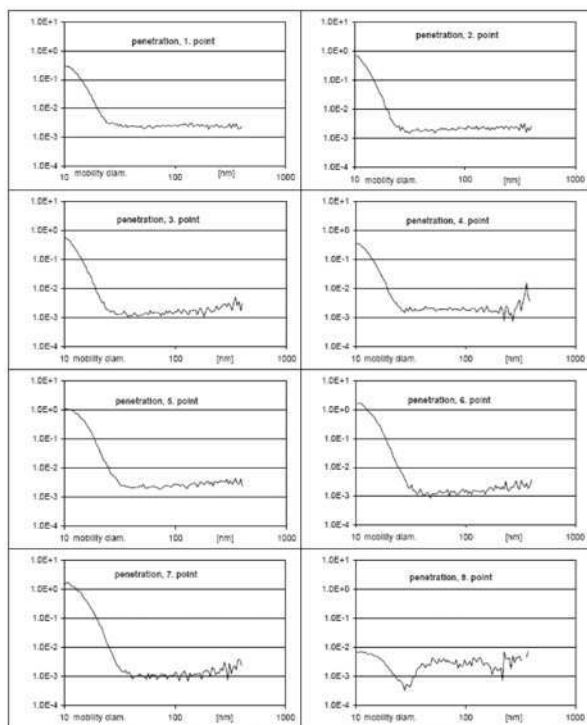 1.0E+1
penetration, 1. point
1.0E+0
1.0E-1
1.0E-2
1.0E-3
1.0E-4
10 mobility diam. 100 [nm] 1000
1.0E+1
penetration, 2. point
1.0E+0
1.0E-1
1.0E-2
1.0E-3
1.0E-4
10 mobility diam. 100 [nm] 1000
1.0E+1
penetration, 3. point
1.0E+0
1.0E-1
1.0E-2
1.0E-3
1.0E-4
10 mobility diam. 100 [nm] 1000
1.0E+1
penetration, 4. point
1.0E+0
1.0E-1
1.0E-2
1.0E-3
1.0E-4
10 mobility diam. 100 [nm] 1000
1.0E+1
penetration, 5. point
1.0E+0
1.0E-1
1.0E-2
1.0E-3
1.0E-4
10 mobility diam. 100 [nm] 1000
1.0E+1
penetration, 6. point
1.0E+0
1.0E-1
1.0E-2
1.0E-3
1.0E-4
10 mobility diam. 100 [nm] 1000
1.0E+1
penetration, 7. point
1.0E+0
1.0E-1
1.0E-2
1.0E-3
1.0E-4
10 mobility diam. 100 [nm] 1000
1.0E+1
penetration, 8. point
1.0E+0
1.0E-1
1.0E-2
1.0E-3
1.0E-4
10 mobility diam. 100 [nm] 1000